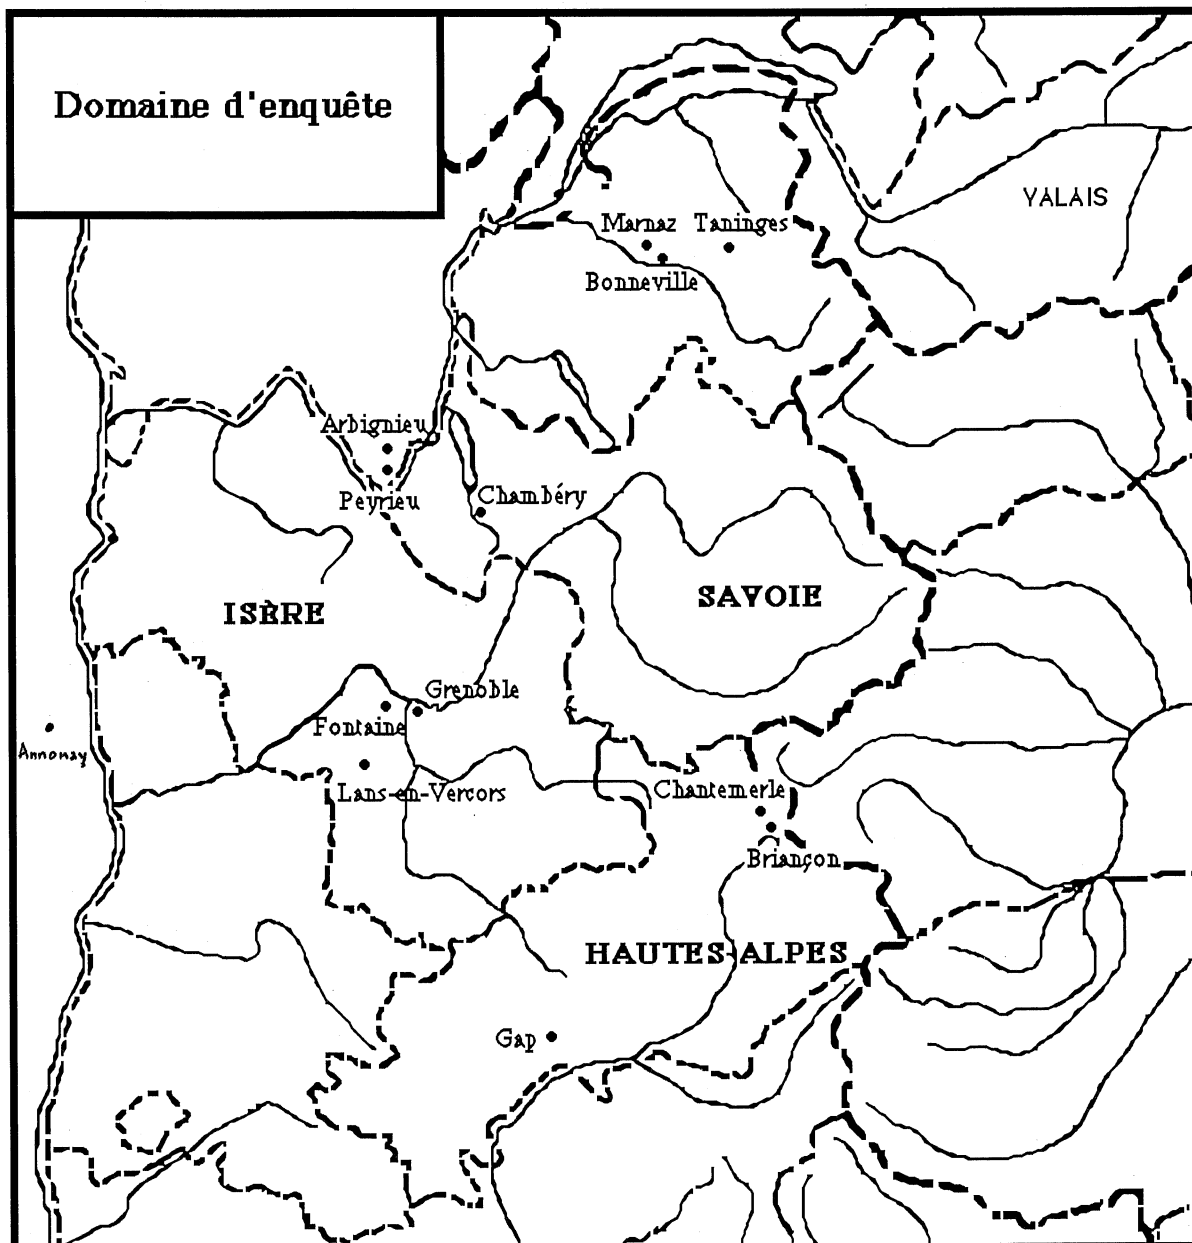 Domaine d'enquête
VALAIS
Marnaz Taninges
Bonneville
Arbignieu
Peyrieu
Chambéry
ISÈRE
SAVOIE
Grenoble
Fontaine
Annonay
Lans-en-Vercors
Chantemerle
Briançon
HAUTES-ALPES
Gap